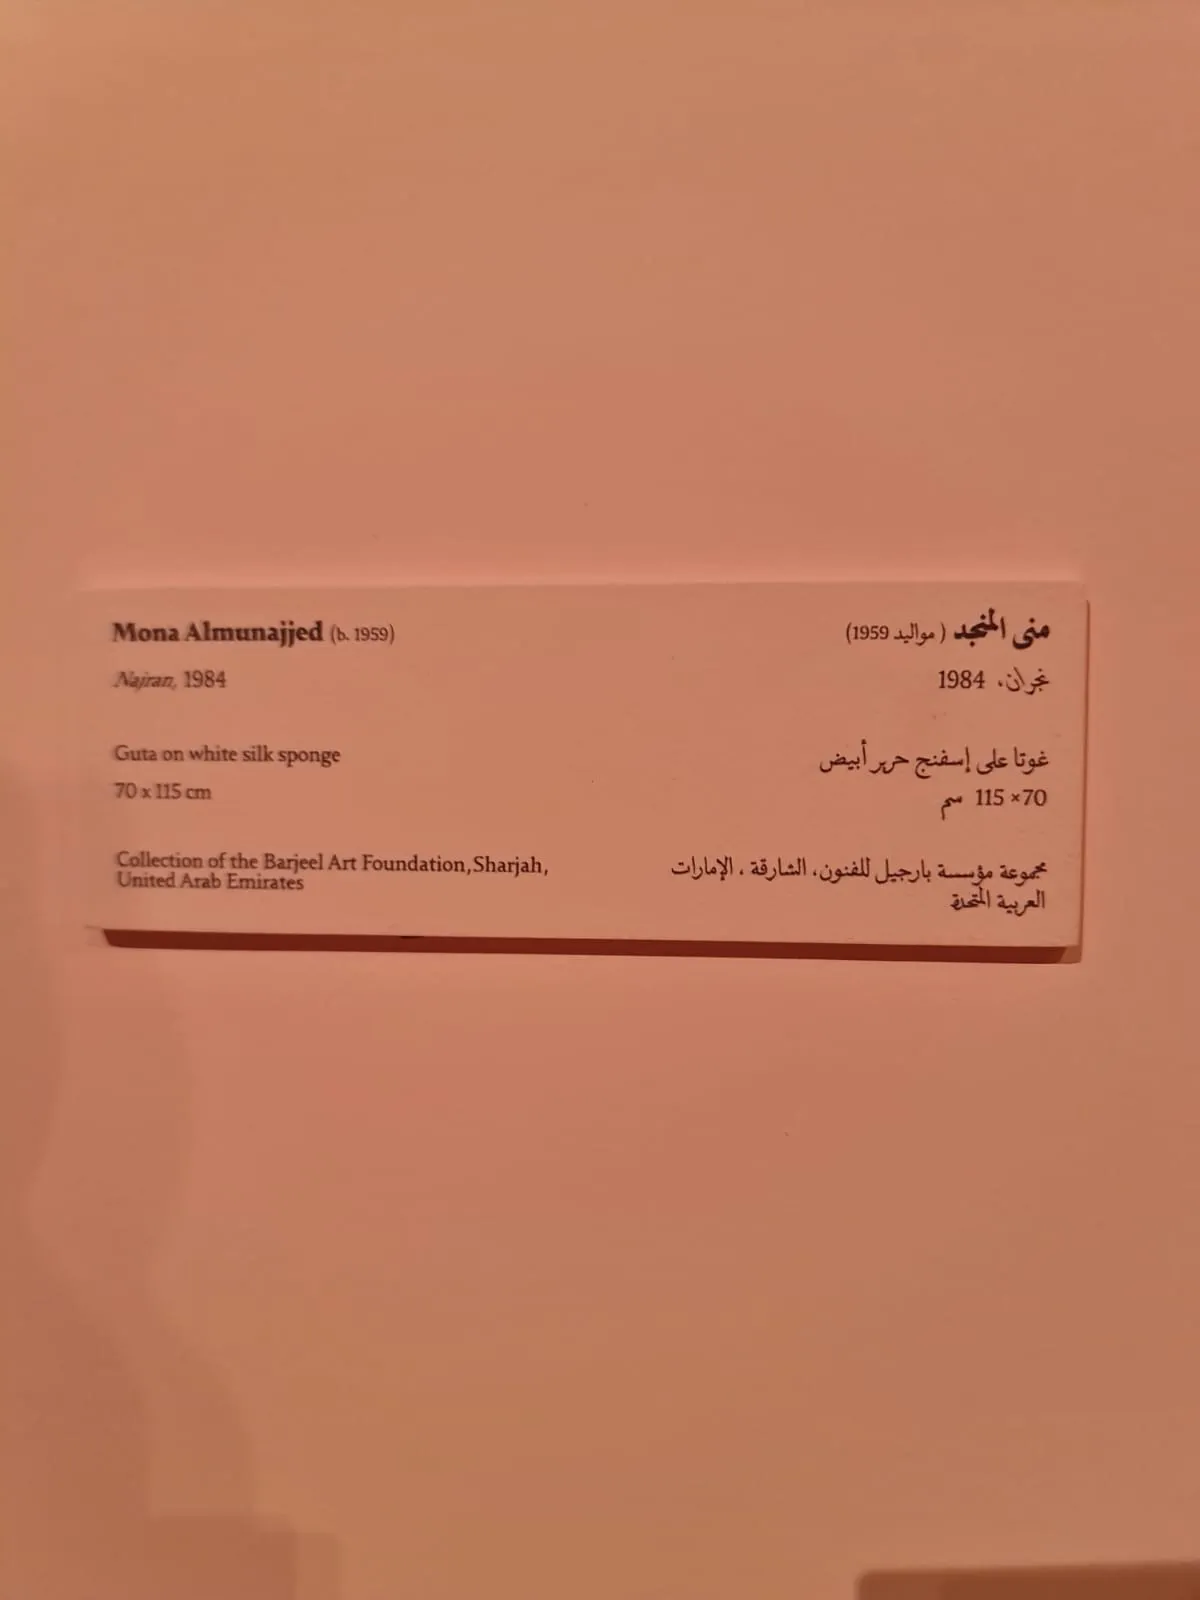 Mona Almunajjed (b. 1959)
Najran, 1984
Guta on white silk sponge
70 x 115 cm
Collection of the Barjeel Art Foundation, Sharjah,
United Arab Emirates
منى المنجد (مواليد 1959)
نجران، 1984
غوتا على إسفنج حرير أبيض
70× 115 سم
مجموعة مؤسسة بارجيل للفنون، الشارقة ، الإمارات
العربية المتحدة